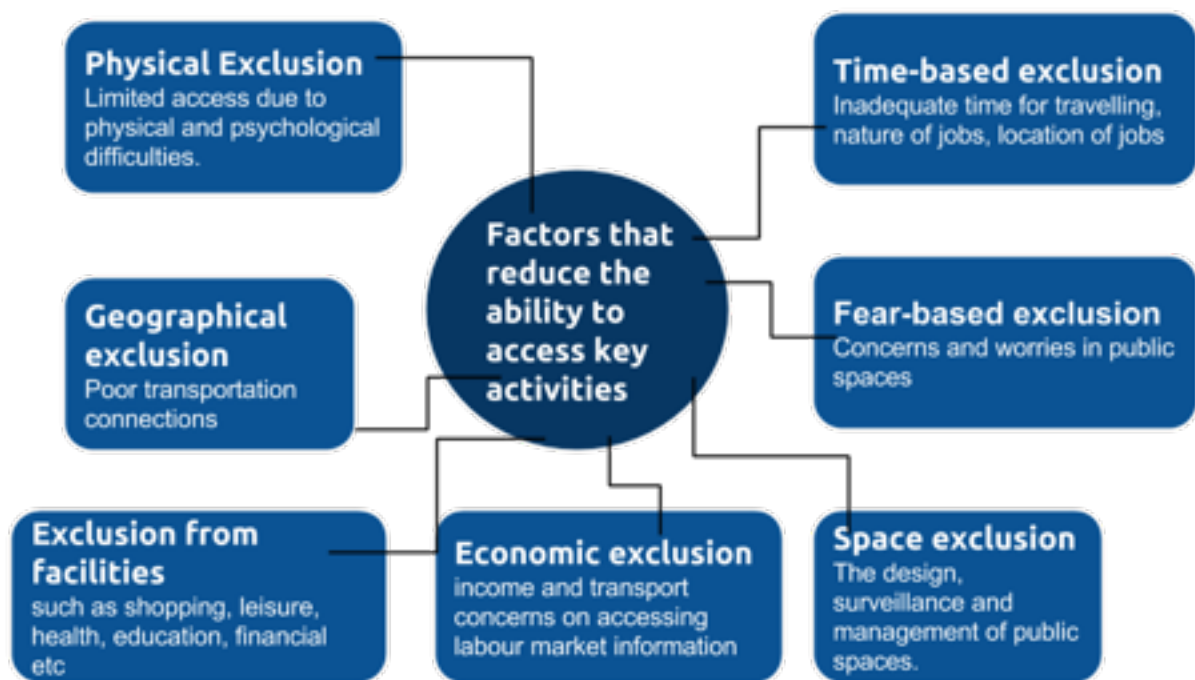 Physical Exclusion
Limited access due to
physical and psychological
difficulties.
Time-based exclusion
Inadequate time for travelling,
nature of jobs, location of jobs
Factors that
reduce the
ability to
access key
activities
Geographical
exclusion
Poor transportation
connections
Fear-based exclusion
Concerns and worries in public
spaces
Exclusion from
facilities
such as shopping, leisure,
health, education, financial
etc
Economic exclusion
income and transport
concerns on accessing
labour market information
Space exclusion
The design,
surveillance and
management of public
spaces.